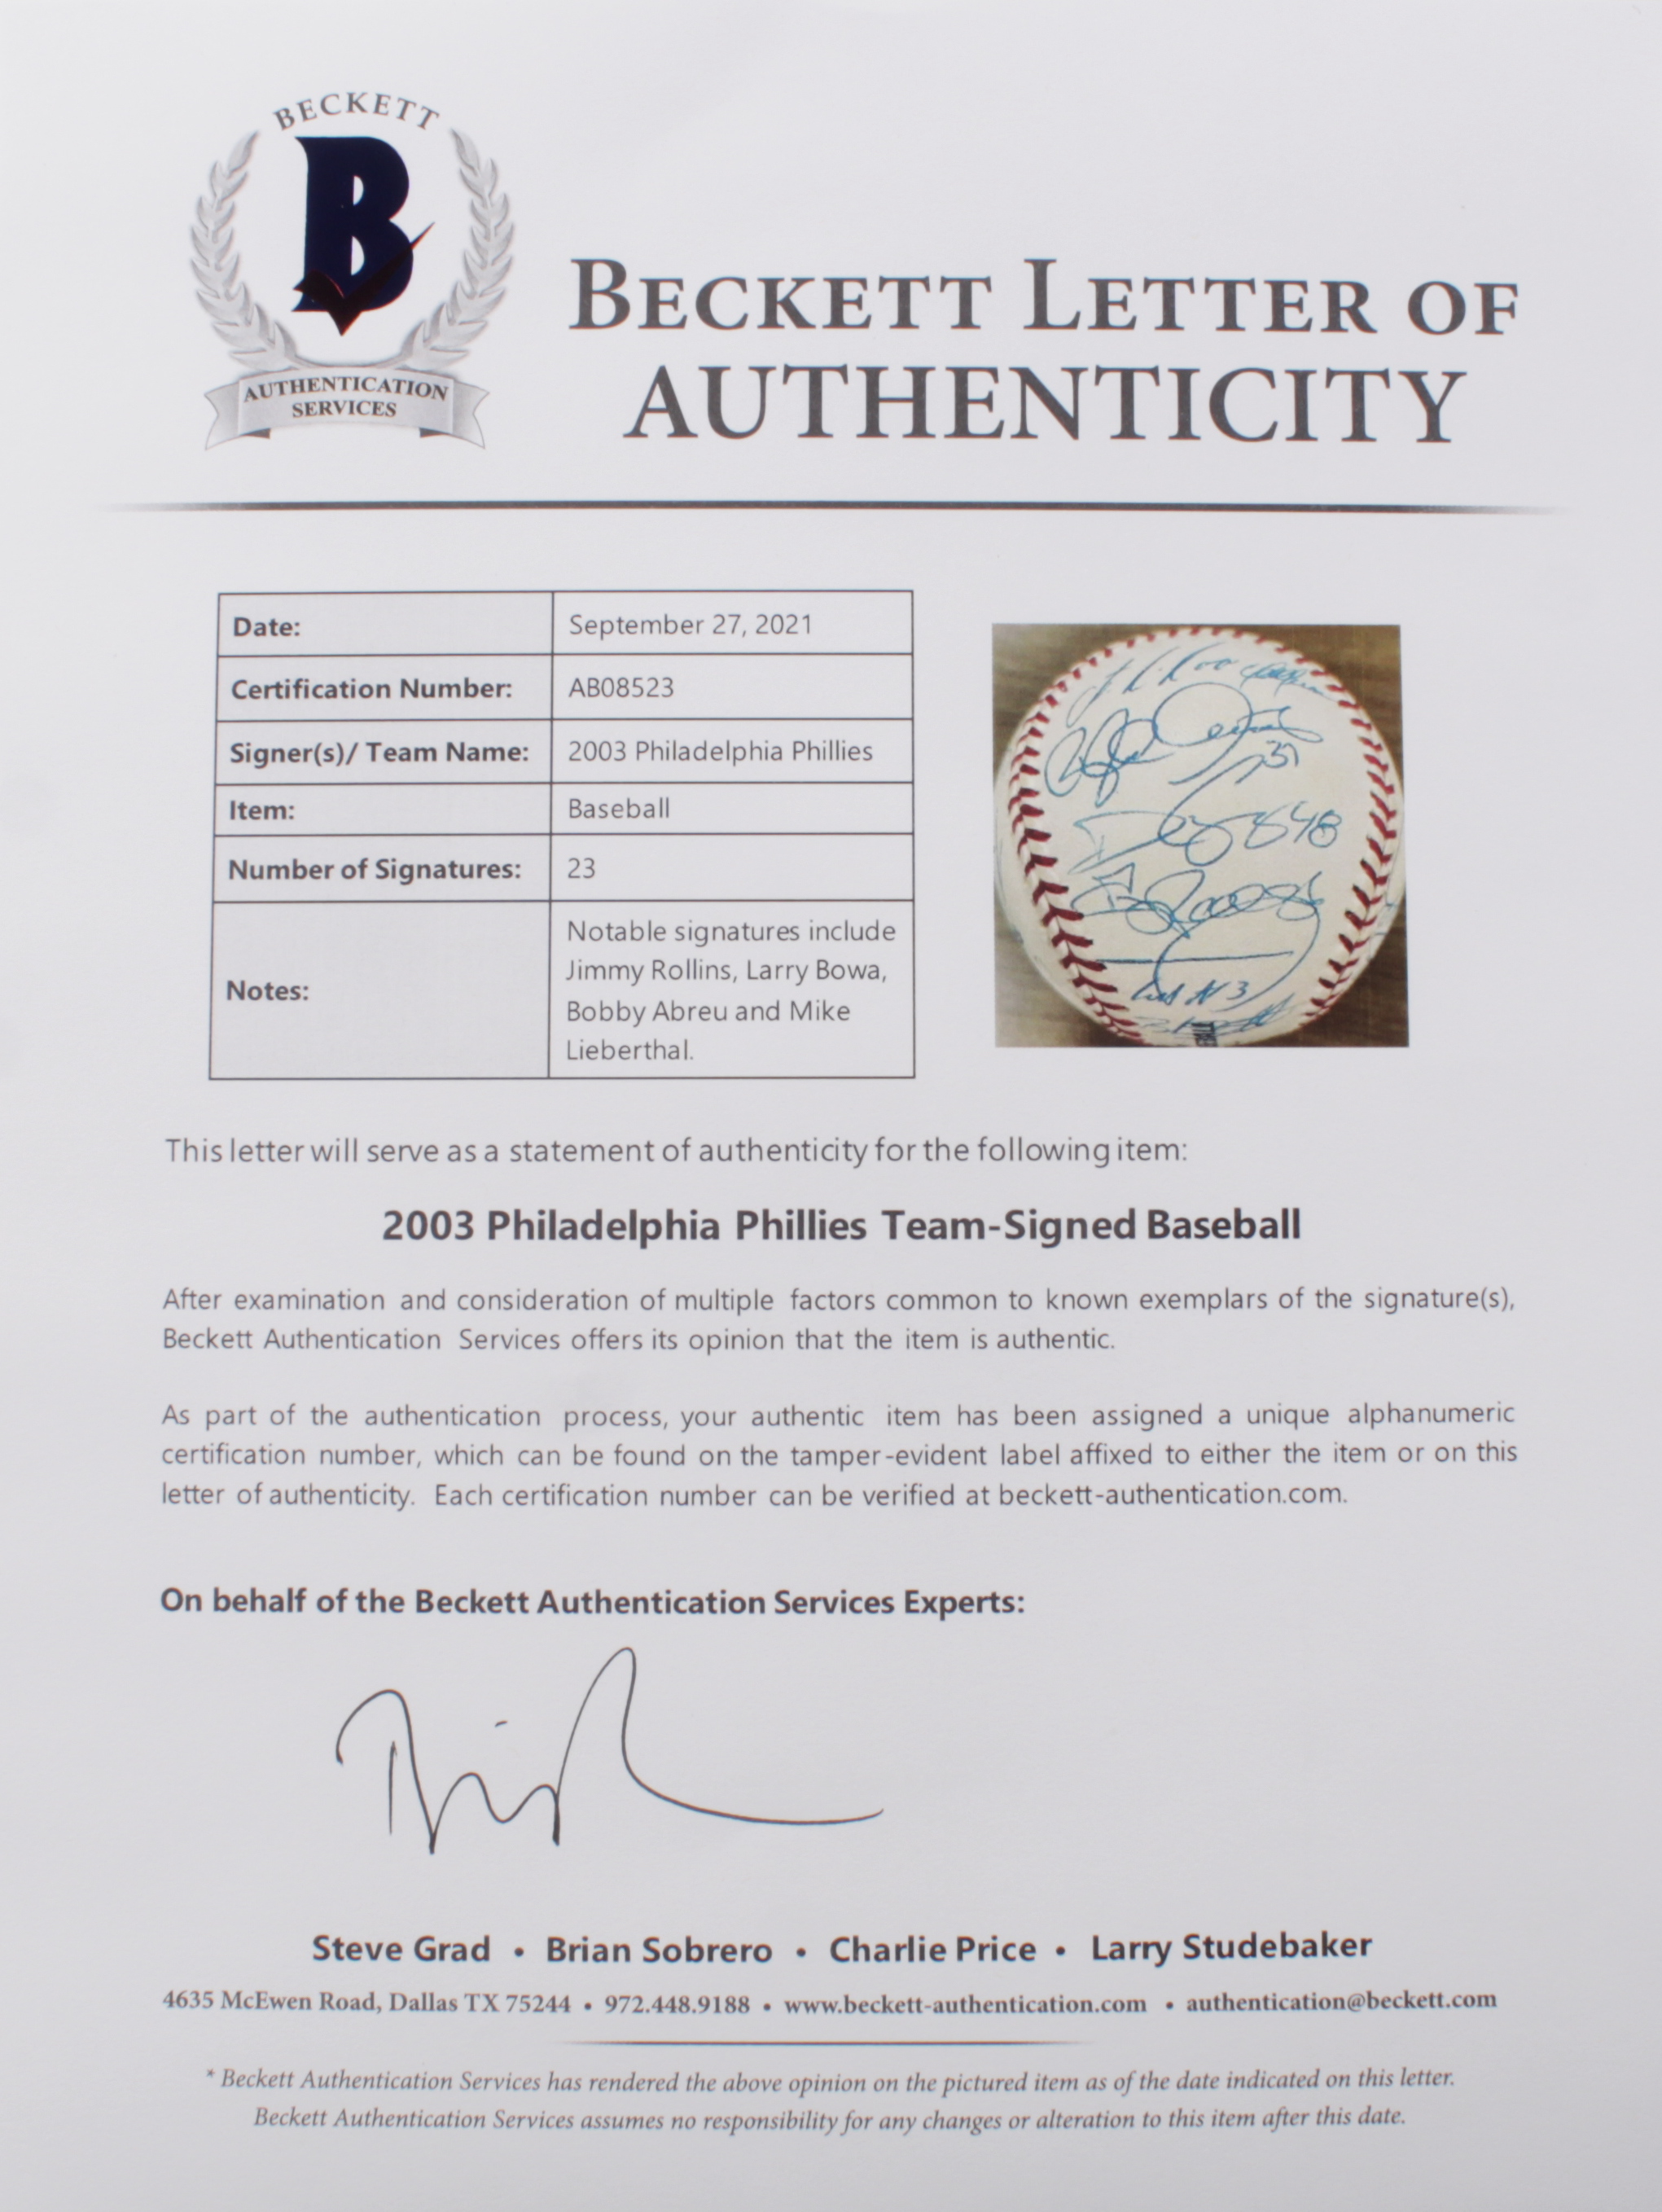 BECKETT
B
AUTHENTICATION
SERVICES
BECKETT LETTER OF
AUTHENTICITY
Date: September 27, 2021
Certification Number: AB08523
Signer(s)/ Team Name: 2003 Philadelphia Phillies
Item: Baseball
Number of Signatures: 23
Notes: Notable signatures include
Jimmy Rollins, Larry Bowa,
Bobby Abreu and Mike
Lieberthal.
This letter will serve as a statement of authenticity for the following item:
2003 Philadelphia Phillies Team-Signed Baseball
After examination and consideration of multiple factors common to known exemplars of the signature(s),
Beckett Authentication Services offers its opinion that the item is authentic.
As part of the authentication process, your authentic item has been assigned a unique alphanumeric
certification number, which can be found on the tamper-evident label affixed to either the item or on this
letter of authenticity. Each certification number can be verified at beckett-authentication.com.
On behalf of the Beckett Authentication Services Experts:
Steve Grad • Brian Sobrero • Charlie Price • Larry Studebaker
4635 McEwen Road, Dallas TX 75244 • 972.448.9188 • www.beckett-authentication.com • authentication@beckett.com
* Beckett Authentication Services has rendered the above opinion on the pictured item as of the date indicated on this letter.
Beckett Authentication Services assumes no responsibility for any changes or alteration to this item after this date.